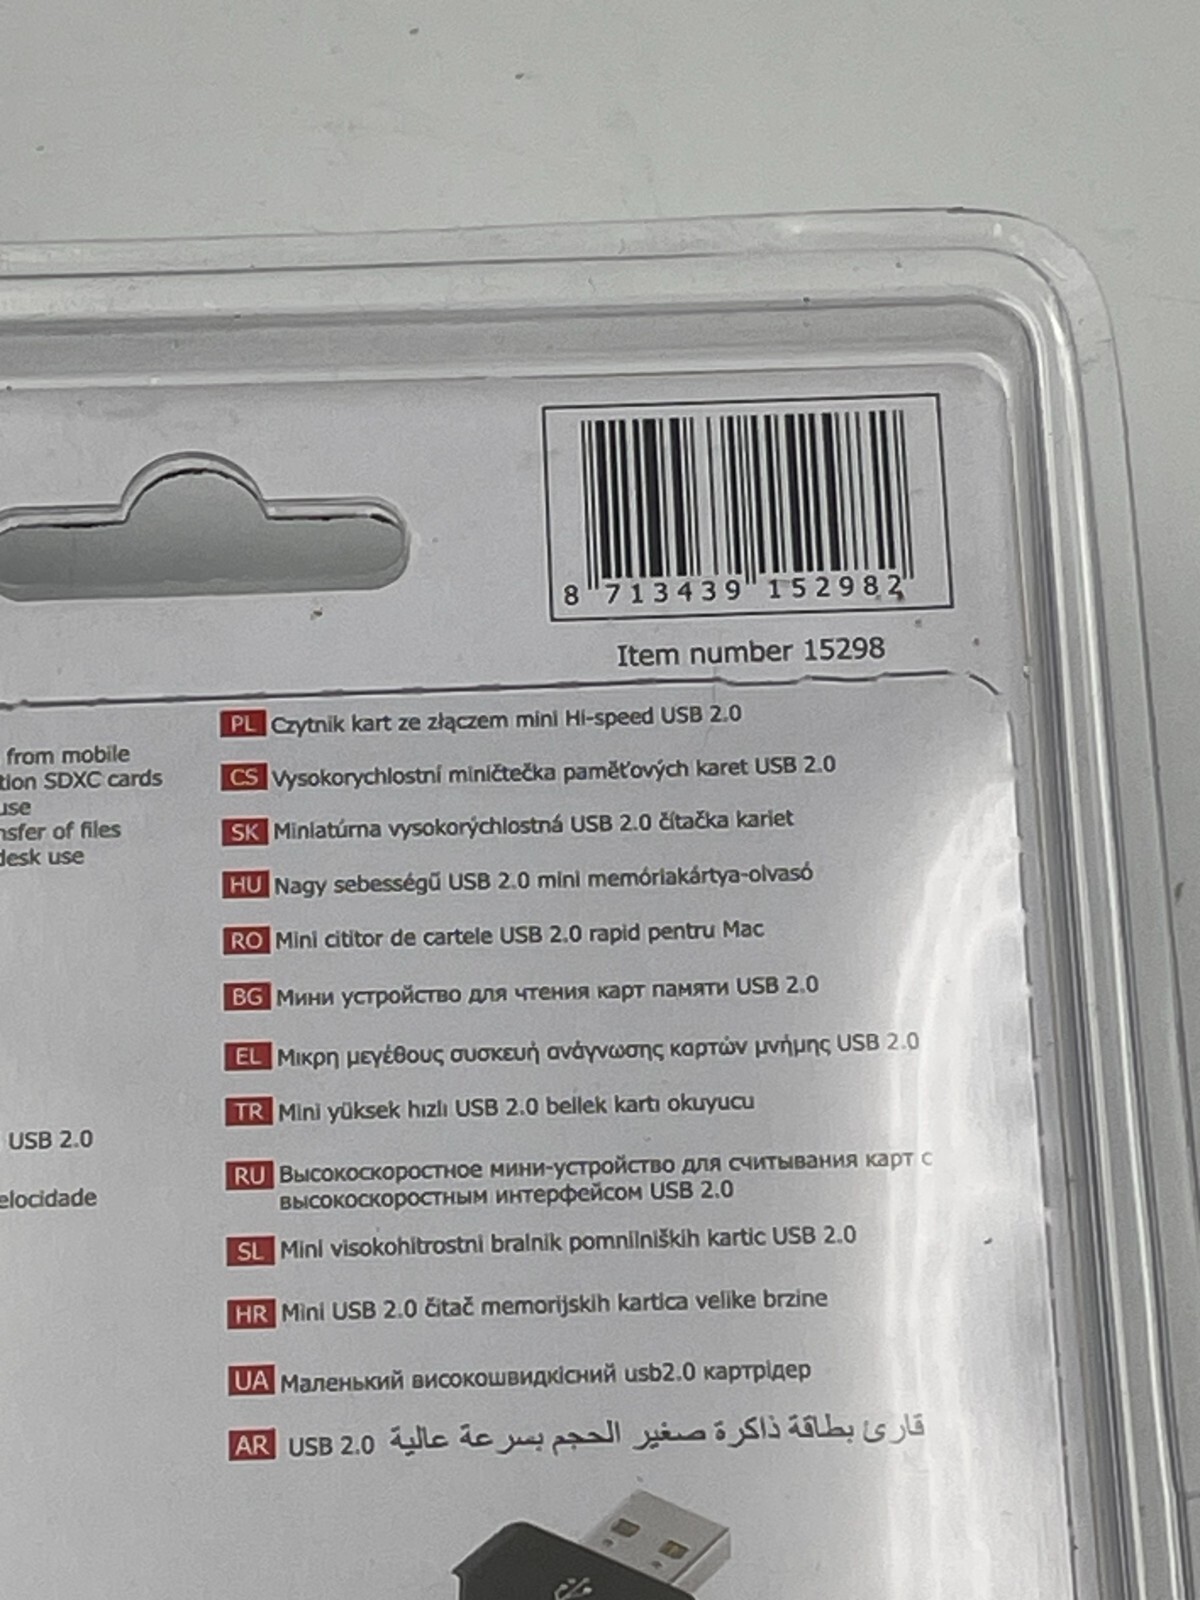 8 713439 152982
Item number 15298
from mobile
tion SDXC cards
use
nsfer of files
desk use
USB 2.0
elocidade
PL Czytnik kart ze złączem mini Hi-speed USB 2.0
CS Vysokorychlostní miničtečka paměťových karet USB 2.0
SK Miniatúrna vysokorýchlostná USB 2.0 čítačka kariet
HU Nagy sebességű USB 2.0 mini memóriakártya-olvasó
RO Mini cititor de cartele USB 2.0 rapid pentru Mac
BG Мини устройство для чтения карт памяти USB 2.0
EL Μικρη μεγέθους συσκευή ανάγνωσης καρτών μνήμης USB 2.0
TR Mini yüksek hızlı USB 2.0 bellek kartı okuyucu
RU Высокоскоростное мини-устройство для считывания карт с
высокоскоростным интерфейсом USB 2.0
SL Mini visokohitrostni bralnik pomnilniških kartic USB 2.0
HR Mini USB 2.0 čitač memorijskih kartica velike brzine
UA Маленький високошвидкісний usb2.0 картрідер
AR قارئ بطاقة ذاكرة صغير الحجم بسرعة عالية USB 2.0